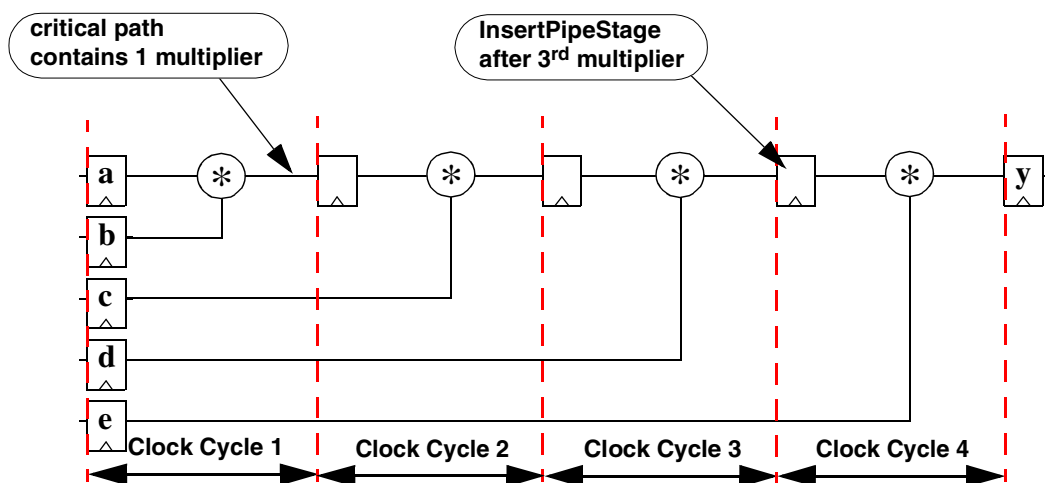 critical path
contains 1 multiplier
InsertPipeStage
after 3rd multiplier
a
*
*
*
*
y
b
c
d
e
Clock Cycle 1
Clock Cycle 2
Clock Cycle 3
Clock Cycle 4